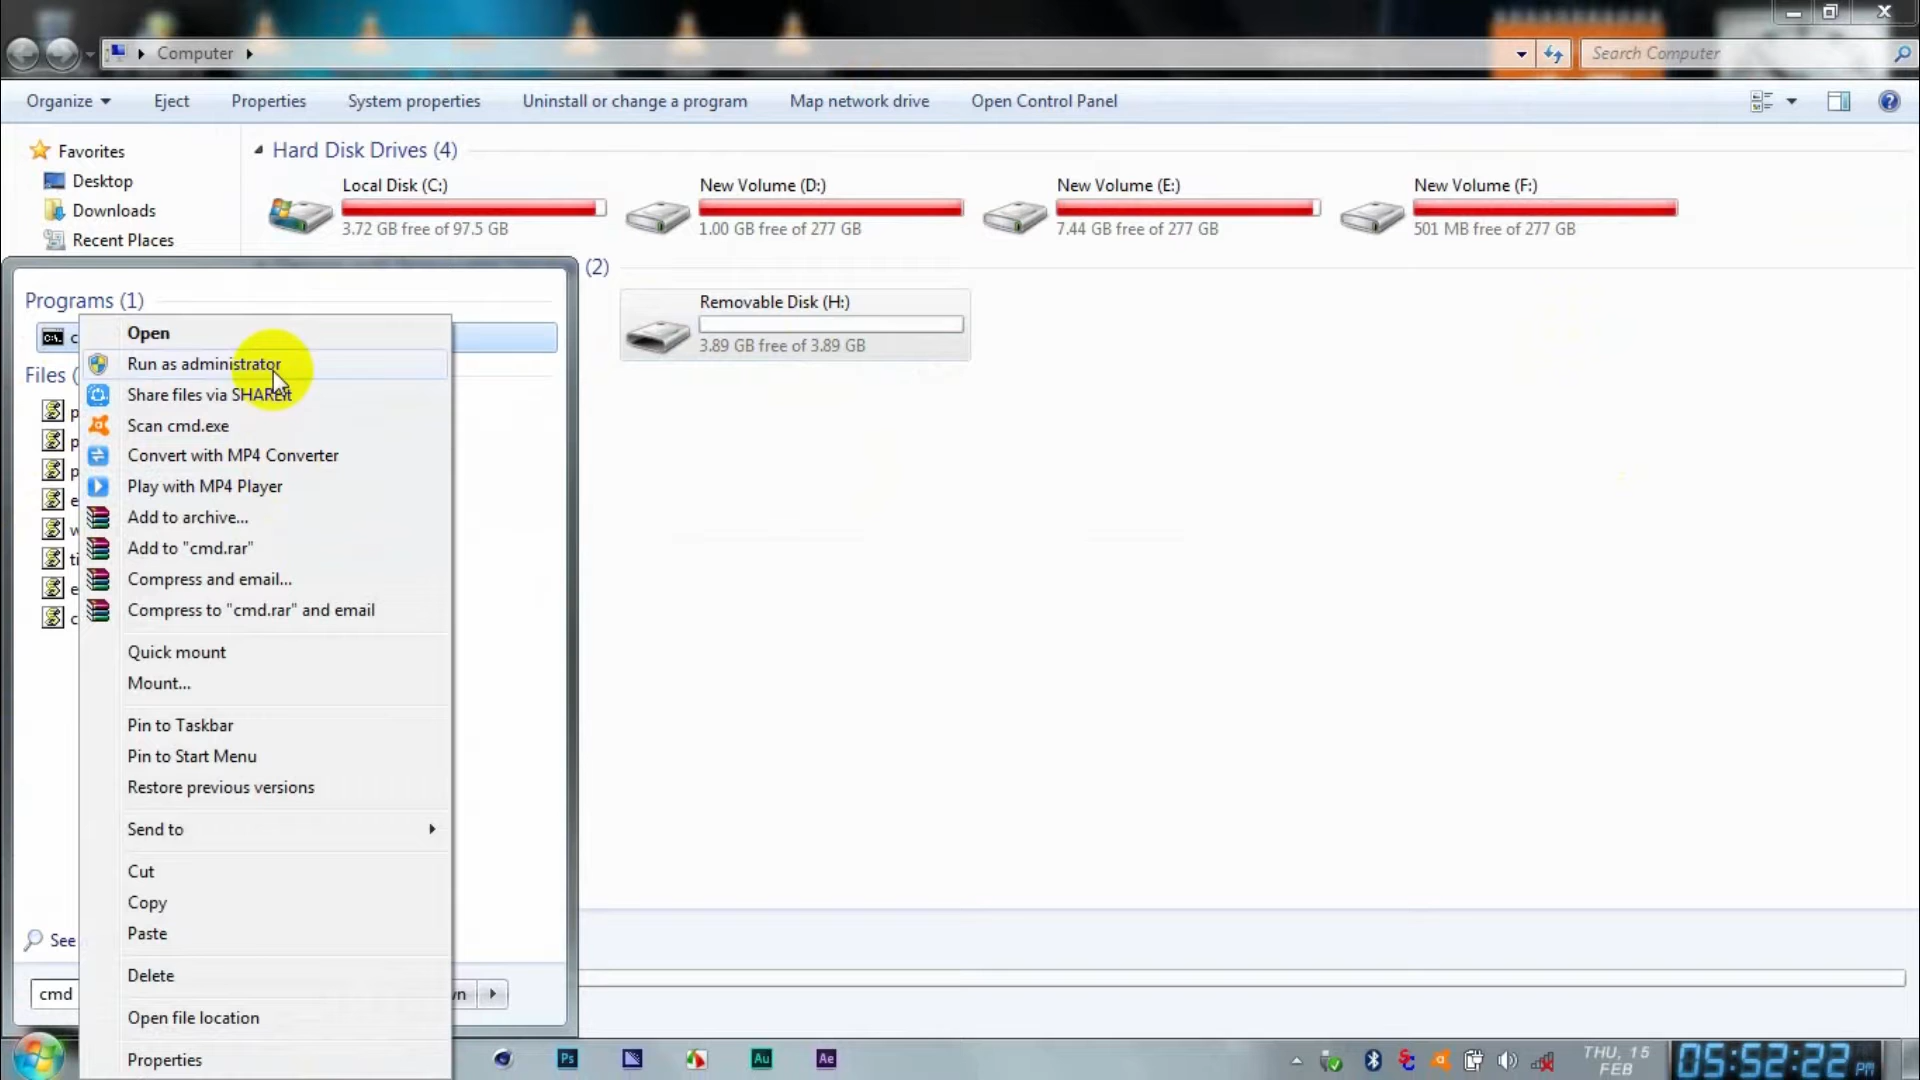 Computer
Search Computer
Organize
Eject
Properties
System properties
Uninstall or change a program
Map network drive
Open Control Panel
Favorites
Desktop
Downloads
Recent Places
Hard Disk Drives (4)
Local Disk (C:)
3.72 GB free of 97.5 GB
New Volume (D:)
1.00 GB free of 277 GB
New Volume (E:)
7.44 GB free of 277 GB
New Volume (F:)
501 MB free of 277 GB
(2)
Removable Disk (H:)
3.89 GB free of 3.89 GB
Programs (1)
c
Files (
p
p
p
e
w
ti
e
c
Open
Run as administrator
Share files via SHAREit
Scan cmd.exe
Convert with MP4 Converter
Play with MP4 Player
Add to archive...
Add to "cmd.rar"
Compress and email...
Compress to "cmd.rar" and email
Quick mount
Mount...
Pin to Taskbar
Pin to Start Menu
Restore previous versions
Send to
Cut
Copy
Paste
Delete
Open file location
Properties
See
cmd
wn
Ps
Au
Ae
THU, 15
FEB
05:52:22 PM